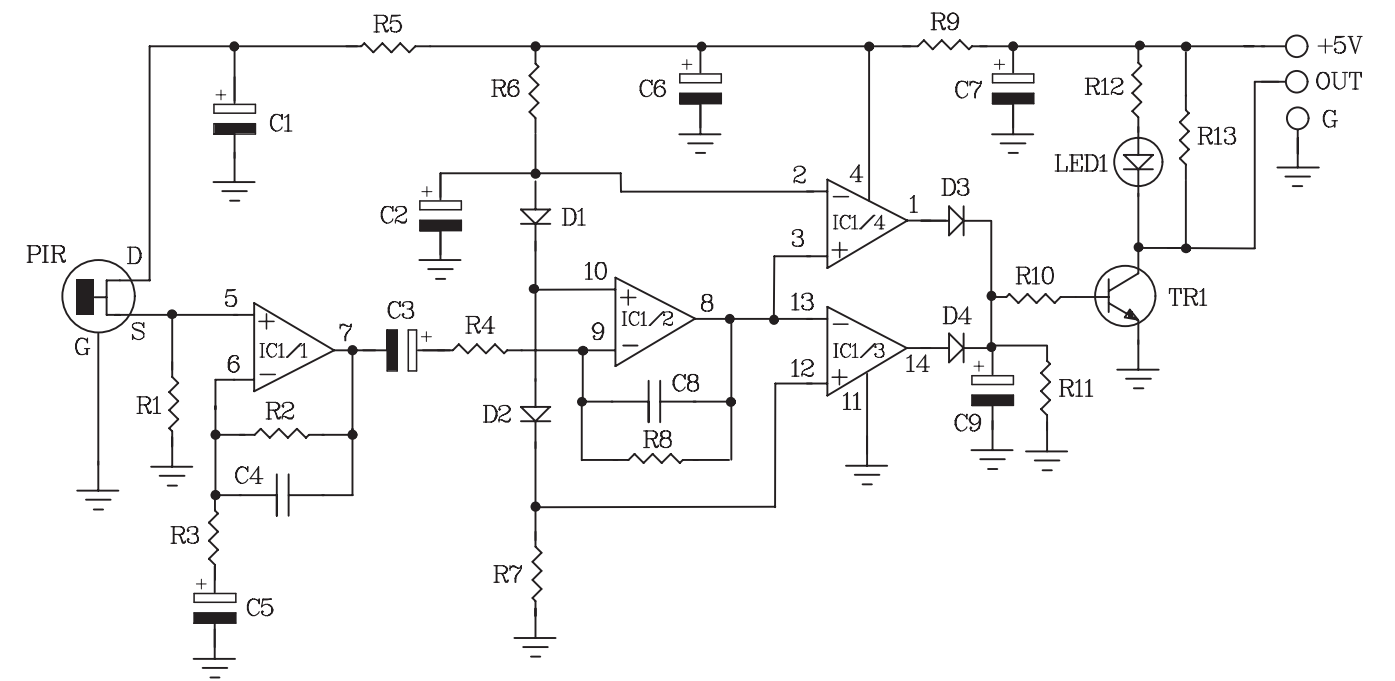 R5
R9
+5V
R6
C6
C7
R12
OUT
+
C1
+
+
G
R13
LED1
2
4
D3
C2
+
D1
−
IC1/4
1
3
+
PIR
D
10
R10
TR1
5
C3
R4
+
IC1/2
8
13
D4
S
G
+
IC1/1
7
+
9
−
−
IC1/3
14
6
−
12
+
+
R11
R1
R2
D2
C8
11
C9
R8
C4
R3
R7
+
C5